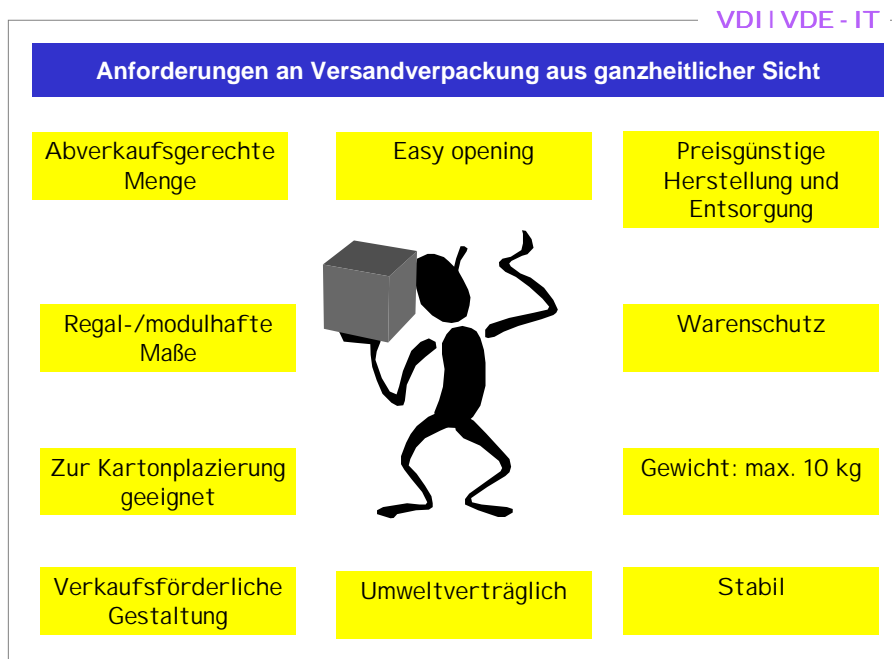 VDI|VDE - IT
Anforderungen an Versandverpackung aus ganzheitlicher Sicht
Abverkaufsgerechte
Menge
Easy opening
Preisgünstige
Herstellung und
Entsorgung
Regal-/modulhafte
Maße
Warenschutz
Zur Kartonplazierung
geeignet
Gewicht: max. 10 kg
Verkaufsförderliche
Gestaltung
Umweltverträglich
Stabil